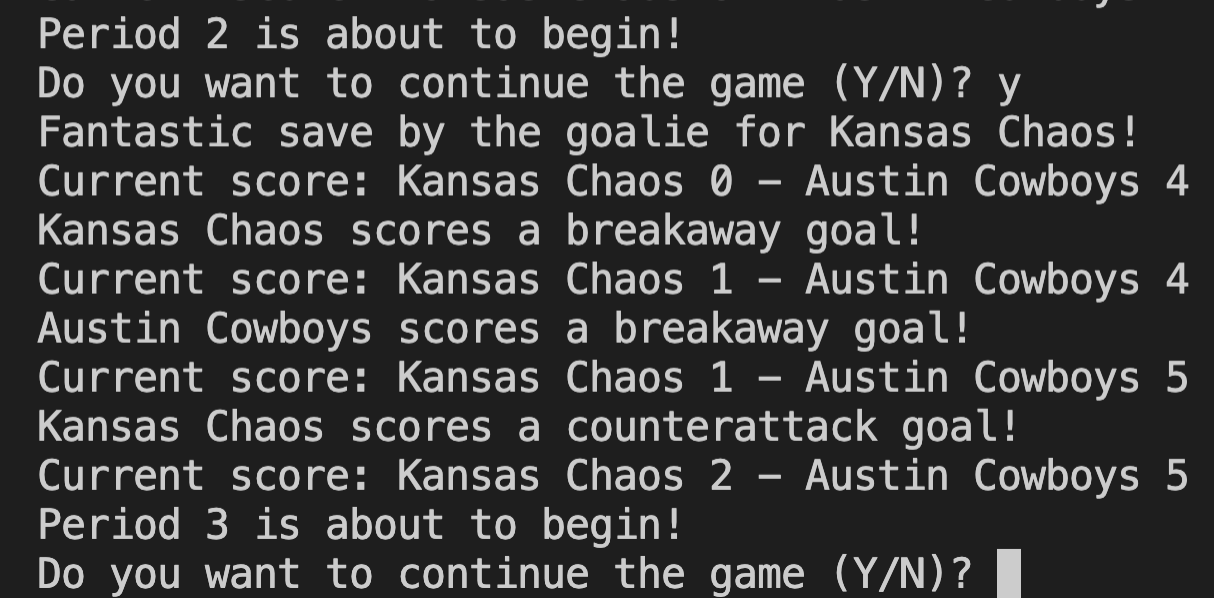 Period 2 is about to begin!
Do you want to continue the game (Y/N)? y
Fantastic save by the goalie for Kansas Chaos!
Current score: Kansas Chaos 0 – Austin Cowboys 4
Kansas Chaos scores a breakaway goal!
Current score: Kansas Chaos 1 – Austin Cowboys 4
Austin Cowboys scores a breakaway goal!
Current score: Kansas Chaos 1 – Austin Cowboys 5
Kansas Chaos scores a counterattack goal!
Current score: Kansas Chaos 2 – Austin Cowboys 5
Period 3 is about to begin!
Do you want to continue the game (Y/N)?